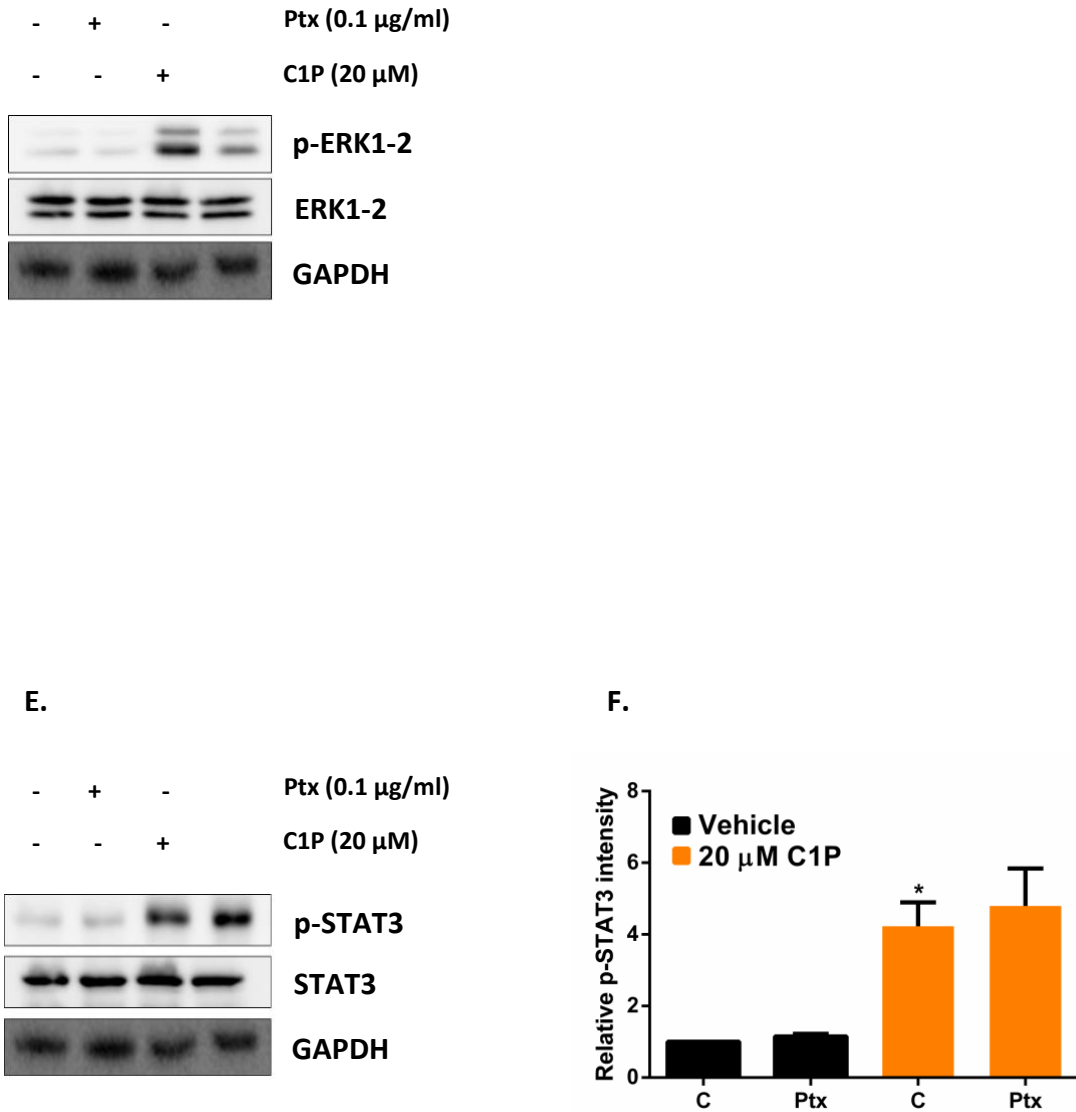 - + - Ptx (0.1 µg/ml)
- - + C1P (20 µM)
p-ERK1-2
ERK1-2
GAPDH
E.
- + - Ptx (0.1 µg/ml)
- - + C1P (20 µM)
p-STAT3
STAT3
GAPDH
F.
Relative p-STAT3 intensity
8
6
4
2
0
Vehicle
20 µM C1P
*
C Ptx C Ptx